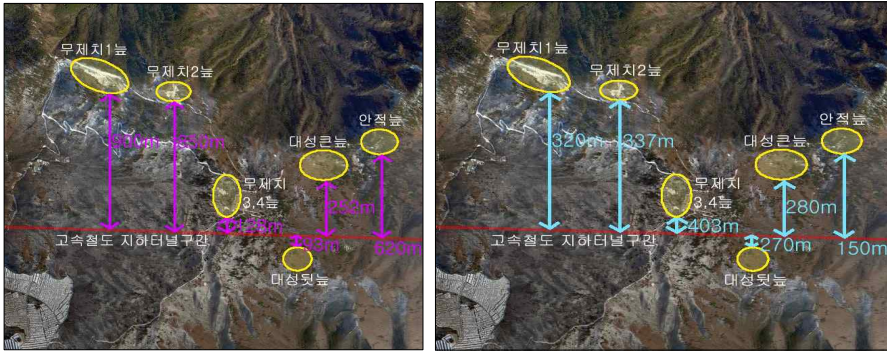 무제치1늪
무제치2늪
안적늪
대성큰늪
무제치
3,4늪
252m
93m
620m
고속철도 지하터널구간
대성뒷늪
무제치1늪
무제치2늪
안적늪
대성큰늪
320m
337m
무제치
3,4늪
280m
403m
270m
150m
고속철도 지하터널구간
대성뒷늪